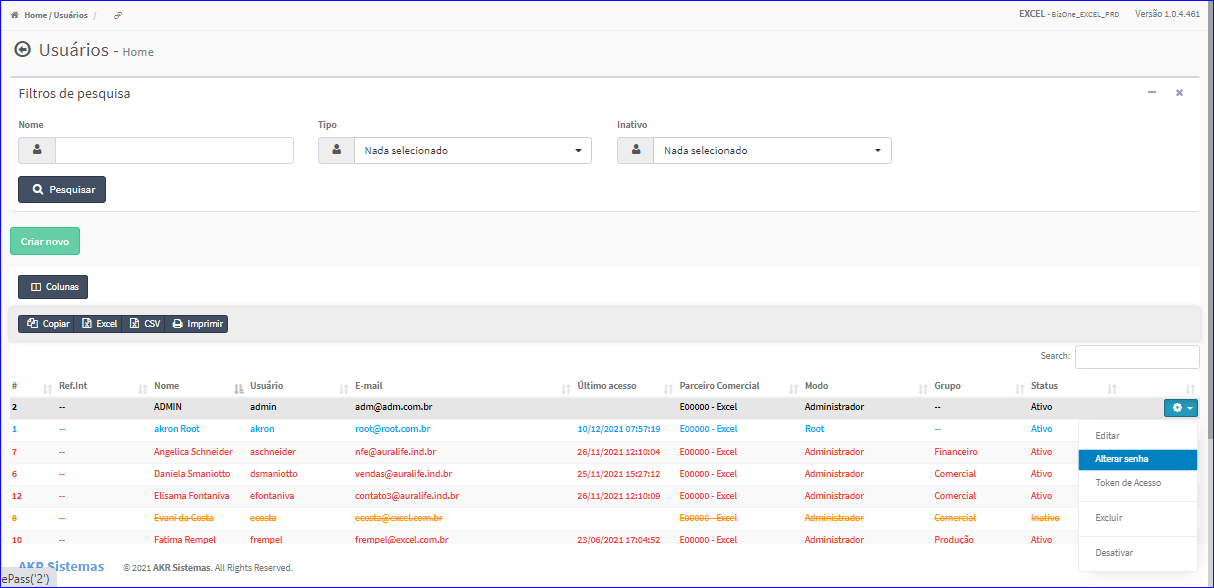 Home / Usuários /
EXCEL - BizOne_EXCEL_PRD Versão 1.0.4.461
Usuários - Home
Filtros de pesquisa
Nome Tipo Inativo
Nada selecionado Nada selecionado
Pesquisar
Criar novo
Colunas
Copiar Excel CSV Imprimir
Search:
# Ref.Int Nome Usuário E-mail Último acesso Parceiro Comercial Modo Grupo Status
2 -- ADMIN admin adm@adm.com.br E00000 - Excel Administrador -- Ativo
1 -- akron Root akron root@root.com.br 10/12/2021 07:57:19 E00000 - Excel Root -- Ativo
7 -- Angelica Schneider aschneider nfe@auralife.ind.br 26/11/2021 12:10:04 E00000 - Excel Administrador Financeiro Ativo
6 -- Daniela Smaniotto dsmaniotto vendas@auralife.ind.br 25/11/2021 15:27:12 E00000 - Excel Administrador Comercial Ativo
12 -- Elisama Fontaniva efontaniva contato3@auralife.ind.br 26/11/2021 12:10:09 E00000 - Excel Administrador Comercial Ativo
8 -- Evani da Costa ecosta ecosta@excel.com.br E00000 - Excel Administrador Comercial Inativo
10 -- Fatima Rempel frempel frempel@excel.com.br 23/06/2021 17:04:52 E00000 - Excel Administrador Produção Ativo
Editar
Alterar senha
Token de Acesso
Excluir
Desativar
AKR Sistemas © 2021 AKR Sistemas. All Rights Reserved.
ePass('2')